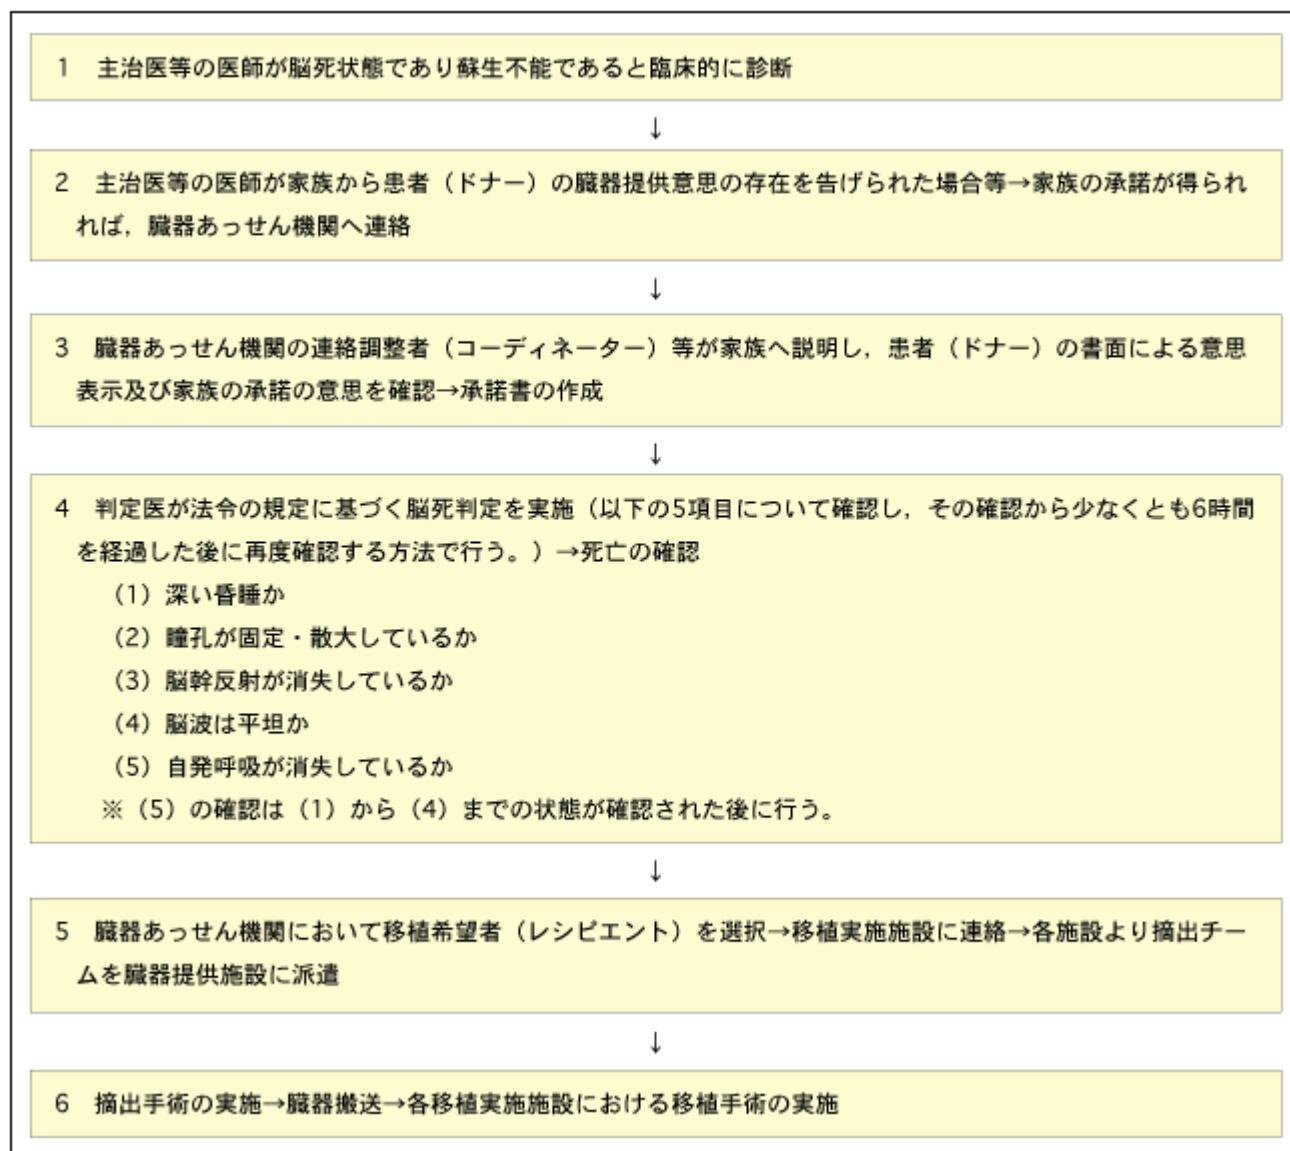 1 主治医等の医師が脳死状態であり蘇生不能であると臨床的に診断
↓
2 主治医等の医師が家族から患者（ドナー）の臓器提供意思の存在を告げられた場合等→家族の承諾が得られ
れば，臓器あっせん機関へ連絡
↓
3 臓器あっせん機関の連絡調整者（コーディネーター）等が家族へ説明し，患者（ドナー）の書面による意思
表示及び家族の承諾の意思を確認→承諾書の作成
↓
4 判定医が法令の規定に基づく脳死判定を実施（以下の5項目について確認し，その確認から少なくとも6時間
を経過した後に再度確認する方法で行う。）→死亡の確認
（1）深い昏睡か
（2）瞳孔が固定・散大しているか
（3）脳幹反射が消失しているか
（4）脳波は平坦か
（5）自発呼吸が消失しているか
※（5）の確認は（1）から（4）までの状態が確認された後に行う。
↓
5 臓器あっせん機関において移植希望者（レシピエント）を選択→移植実施施設に連絡→各施設より摘出チー
ムを臓器提供施設に派遣
↓
6 摘出手術の実施→臓器搬送→各移植実施施設における移植手術の実施